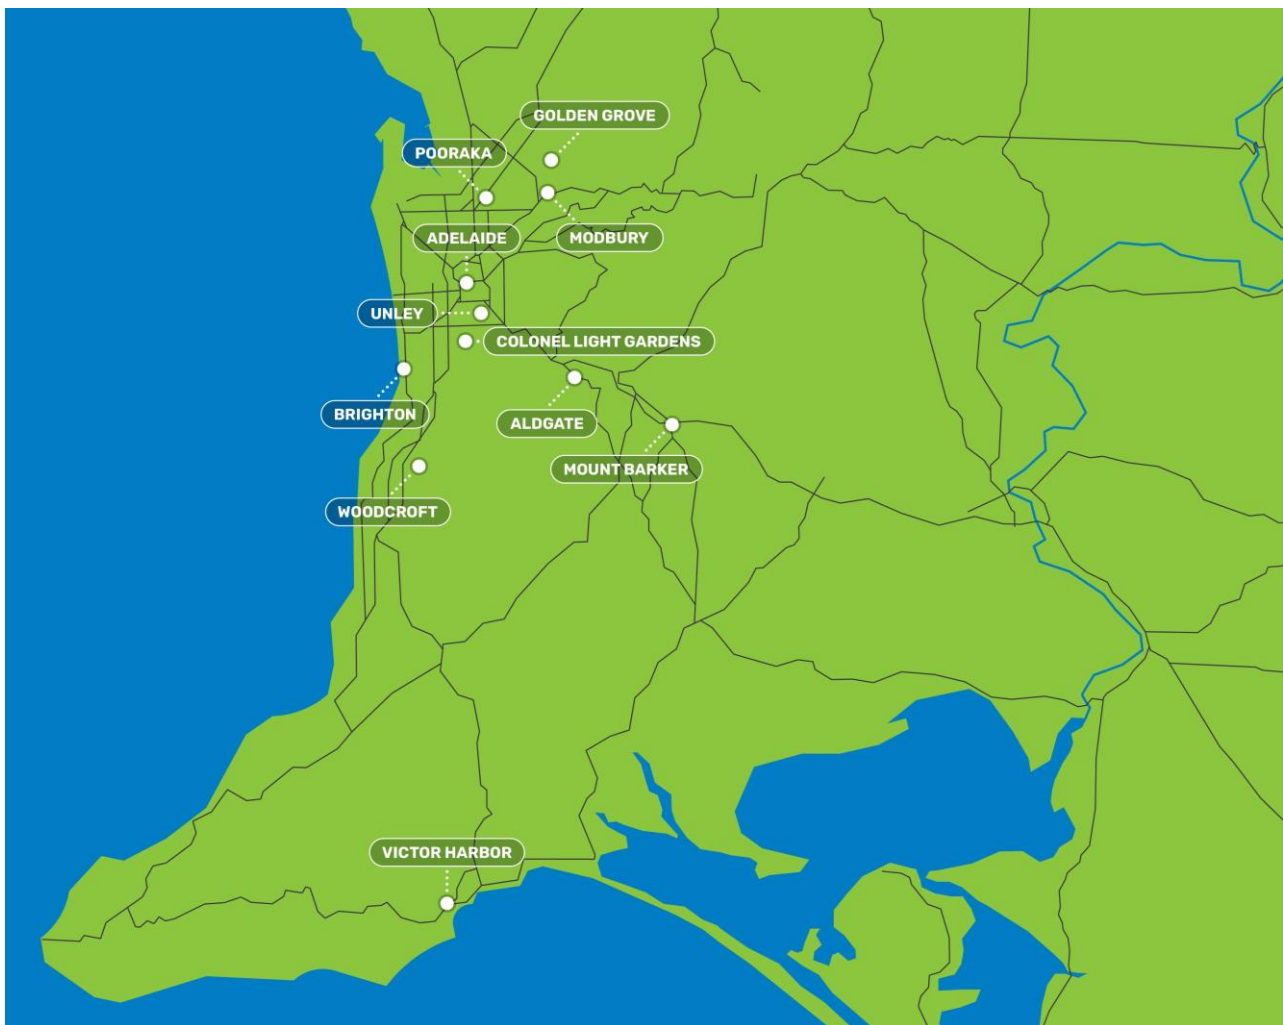 GOLDEN GROVE
POORAKA
ADELAIDE
MODBURY
UNLEY
COLONEL LIGHT GARDENS
BRIGHTON
ALDGATE
MOUNT BARKER
WOODCROFT
VICTOR HARBOR